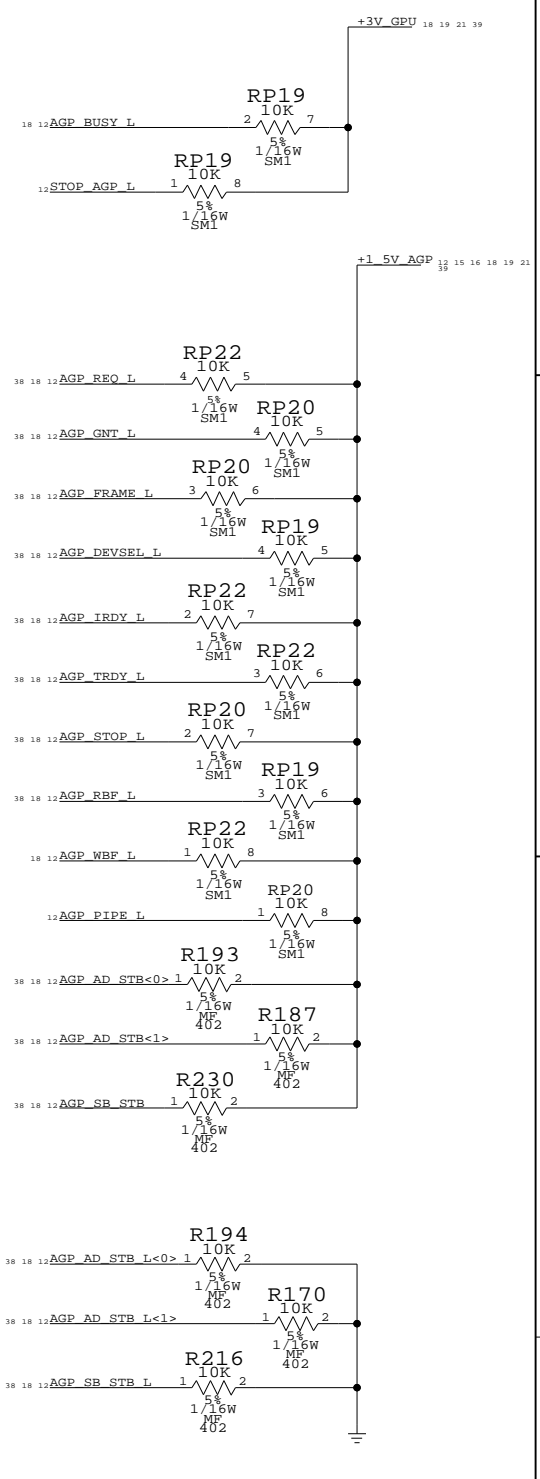 +3V_GPU 18 19 21 39
RP19
10K
18 12 AGP_BUSY_L 2 7
5%
1/16W
SM1
RP19
10K
12 STOP_AGP_L 1 8
5%
1/16W
SM1
+1_5V_AGP 12 15 16 18 19 21
39
RP22
10K
38 18 12 AGP_REQ_L 4 5
5%
1/16W
SM1
RP20
10K
38 18 12 AGP_GNT_L 4 5
5%
1/16W
SM1
RP20
10K
38 18 12 AGP_FRAME_L 3 6
5%
1/16W
SM1
RP19
10K
38 18 12 AGP_DEVSEL_L 4 5
5%
1/16W
SM1
RP22
10K
38 18 12 AGP_IRDY_L 2 7
5%
1/16W
SM1
RP22
10K
38 18 12 AGP_TRDY_L 3 6
5%
1/16W
SM1
RP20
10K
38 18 12 AGP_STOP_L 2 7
5%
1/16W
SM1
RP19
10K
38 18 12 AGP_RBF_L 3 6
5%
1/16W
SM1
RP22
10K
18 12 AGP_WBF_L 1 8
5%
1/16W
SM1
RP20
10K
12 AGP_PIPE_L 1 8
5%
1/16W
SM1
R193
10K
38 18 12 AGP_AD_STB<0> 1 2
5%
1/16W
MF
402
R187
10K
38 18 12 AGP_AD_STB<1> 1 2
5%
1/16W
MF
402
R230
10K
38 18 12 AGP_SB_STB 1 2
5%
1/16W
MF
402
R194
10K
38 18 12 AGP_AD_STB_L<0> 1 2
5%
1/16W
MF
402
R170
10K
38 18 12 AGP_AD_STB_L<1> 1 2
5%
1/16W
MF
402
R216
10K
38 18 12 AGP_SB_STB_L 1 2
5%
1/16W
MF
402